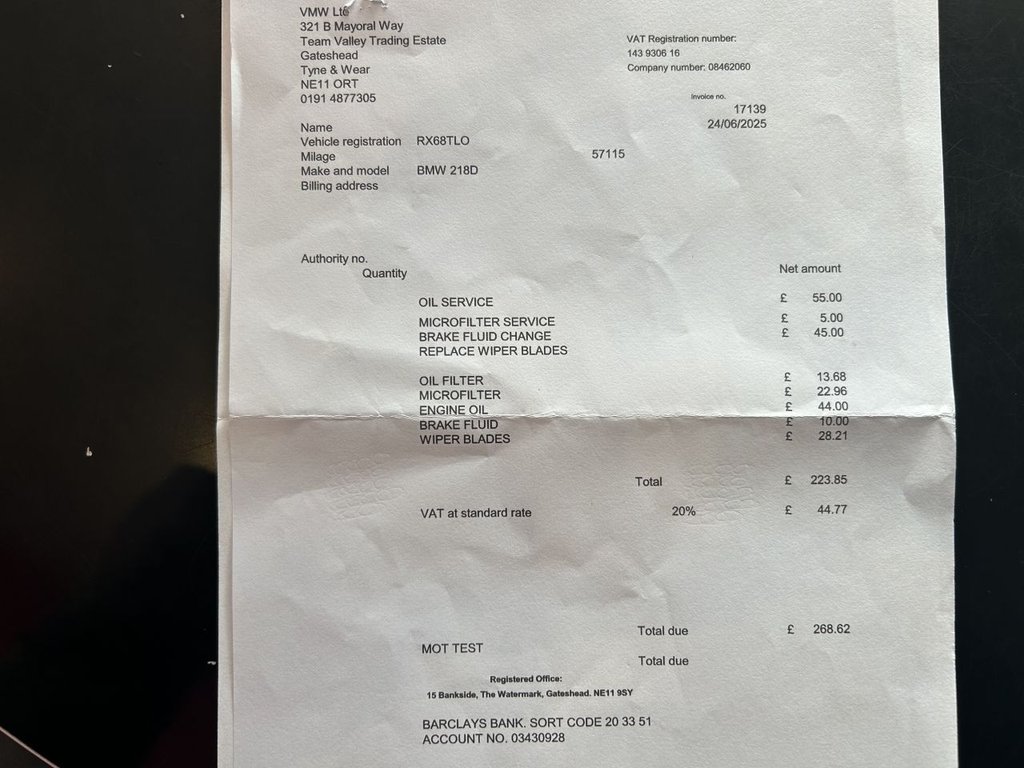 VMW Ltd
321 B Mayoral Way
Team Valley Trading Estate
Gateshead
Tyne & Wear
NE11 ORT
0191 4877305
VAT Registration number:
143 9306 16
Company number: 08462060
Invoice no.
17139
24/06/2025
Name
Vehicle registration RX68TLO
Milage 57115
Make and model BMW 218D
Billing address
Authority no.
Quantity Net amount
OIL SERVICE £ 55.00
MICROFILTER SERVICE £ 5.00
BRAKE FLUID CHANGE £ 45.00
REPLACE WIPER BLADES
OIL FILTER £ 13.68
MICROFILTER £ 22.96
ENGINE OIL £ 44.00
BRAKE FLUID £ 10.00
WIPER BLADES £ 28.21
Total £ 223.85
VAT at standard rate 20% £ 44.77
Total due £ 268.62
MOT TEST
Total due
Registered Office:
15 Bankside, The Watermark, Gateshead. NE11 9SY
BARCLAYS BANK. SORT CODE 20 33 51
ACCOUNT NO. 03430928